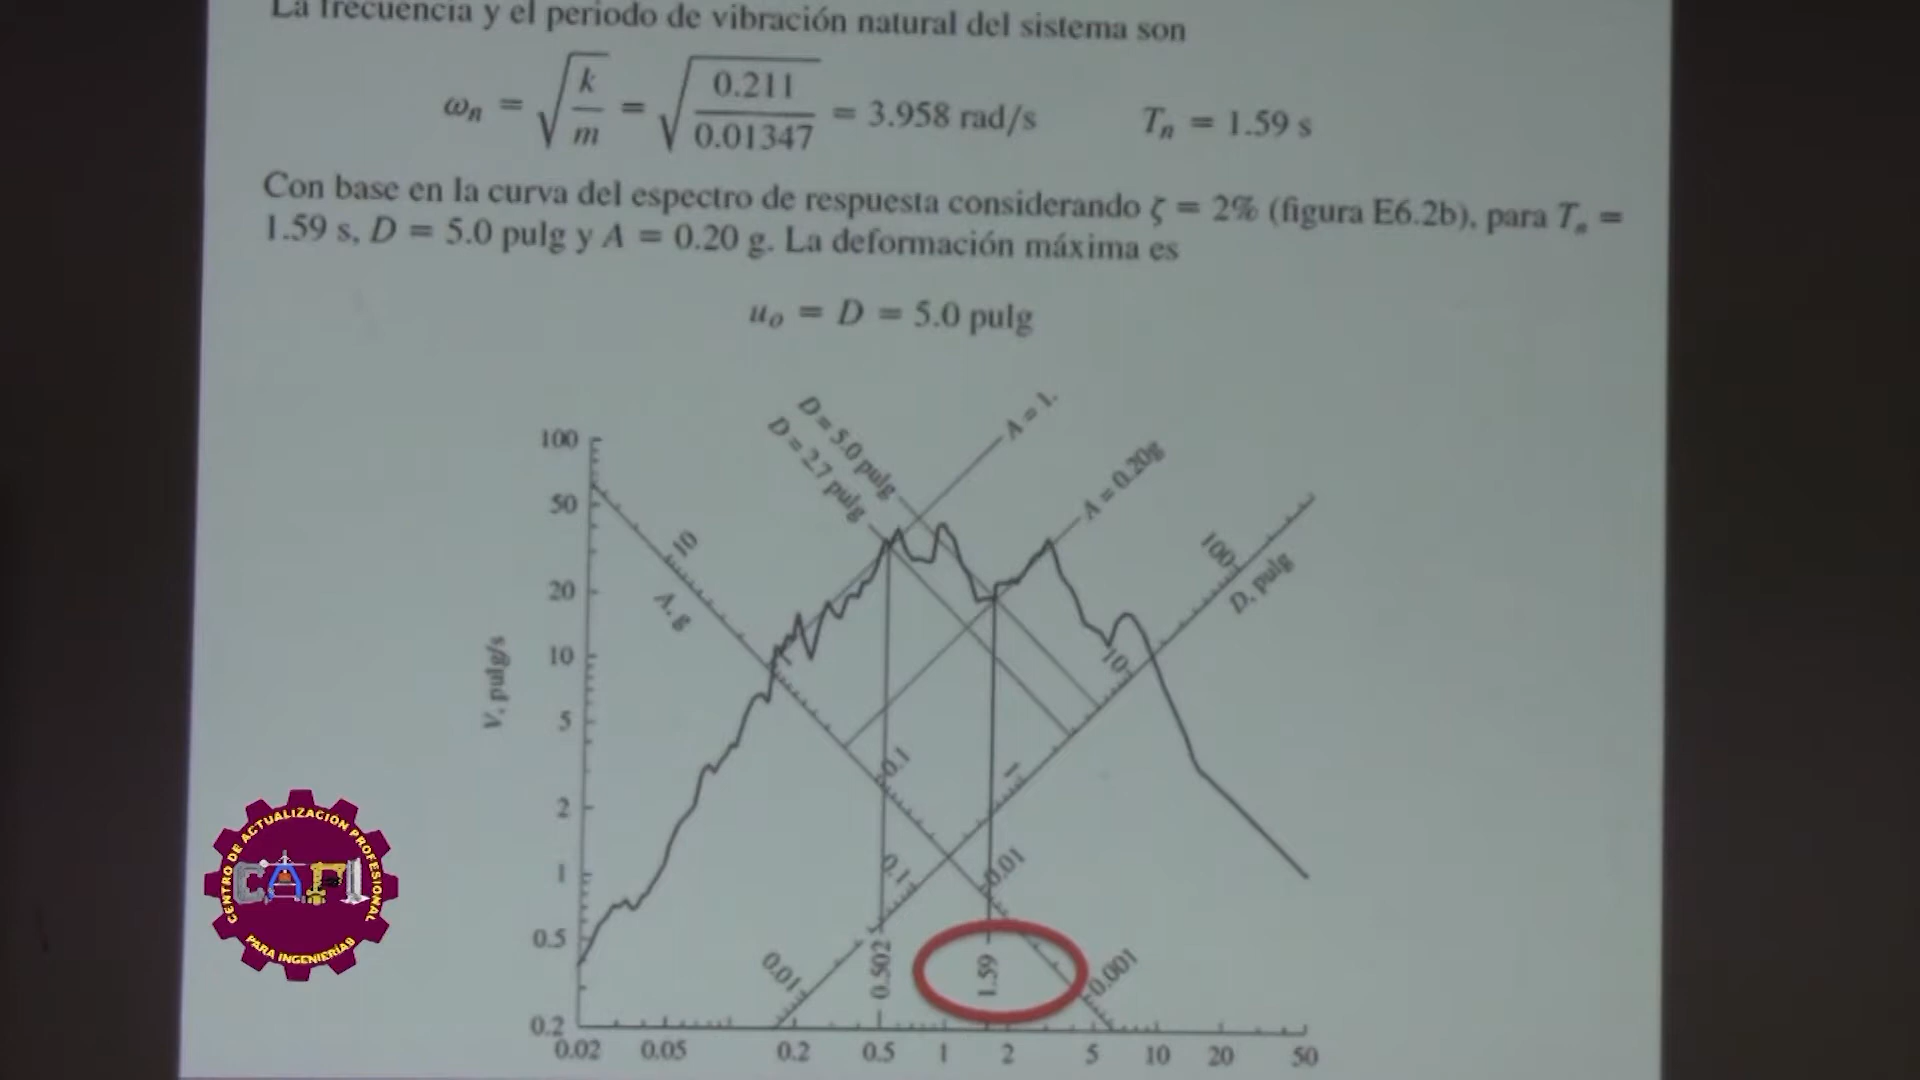 La frecuencia y el periodo de vibración natural del sistema son
ωn = √(k/m) = √(0.211/0.01347) = 3.958 rad/s Tn = 1.59 s
Con base en la curva del espectro de respuesta considerando ζ = 2% (figura E6.2b), para Tn =
1.59 s, D = 5.0 pulg y A = 0.20 g. La deformación máxima es
uo = D = 5.0 pulg
A = 1.
D = 5.0 pulg
D = 2.7 pulg
A = 0.20g
100
50
20
10
5
2
1
0.5
0.2
V, pulg/s
10
A, g
1
0.1
0.01
0.001
100
D, pulg
10
1
0.1
0.01
0.502
1.59
0.02 0.05 0.2 0.5 1 2 5 10 20 50
CENTRO DE ACTUALIZACIÓN PROFESIONAL
CAPI
PARA INGENIERÍAS